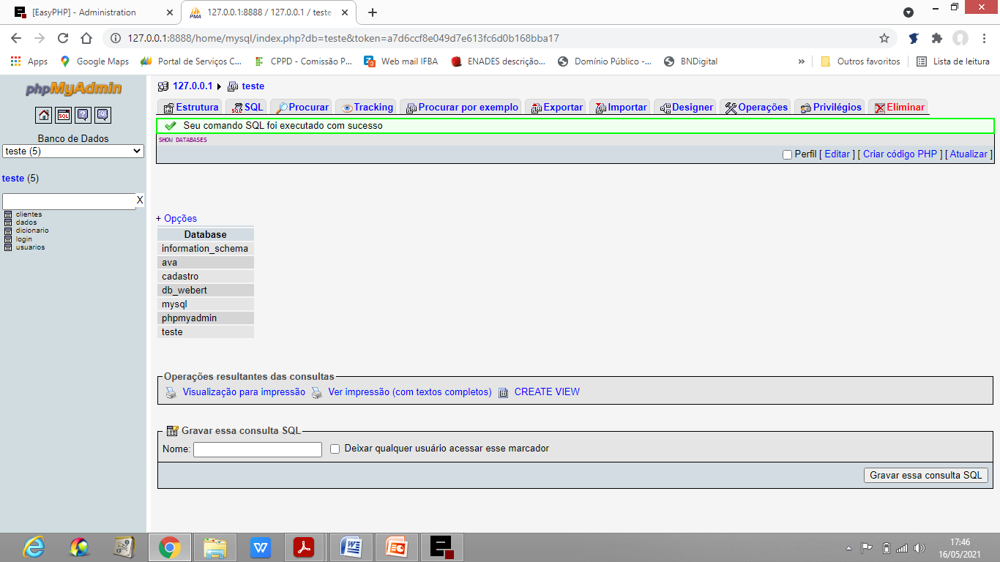 [EasyPHP] - Administration
127.0.0.1:8888 / 127.0.0.1 / teste
127.0.0.1:8888/home/mysql/index.php?db=teste&token=a7d6ccf8e049d7e613fc6d0b168bba17
Apps Google Maps Portal de Serviços C... CPPD - Comissão P... Web mail IFBA ENADES descrição... Domínio Público -... BNDigital » Outros favoritos Lista de leitura
phpMyAdmin
SQL
Banco de Dados
teste (5)
teste (5)
X
clientes
dados
dicionario
login
usuarios
127.0.0.1 teste
Estrutura SQL Procurar Tracking Procurar por exemplo Exportar Importar Designer Operações Privilégios Eliminar
Seu comando SQL foi executado com sucesso
SHOW DATABASES
Perfil [ Editar ] [ Criar código PHP ] [ Atualizar ]
+ Opções
Database
information_schema
ava
cadastro
db_webert
mysql
phpmyadmin
teste
Operações resultantes das consultas
Visualização para impressão Ver impressão (com textos completos) CREATE VIEW
Gravar essa consulta SQL
Nome: Deixar qualquer usuário acessar esse marcador
Gravar essa consulta SQL
17:46
16/05/2021